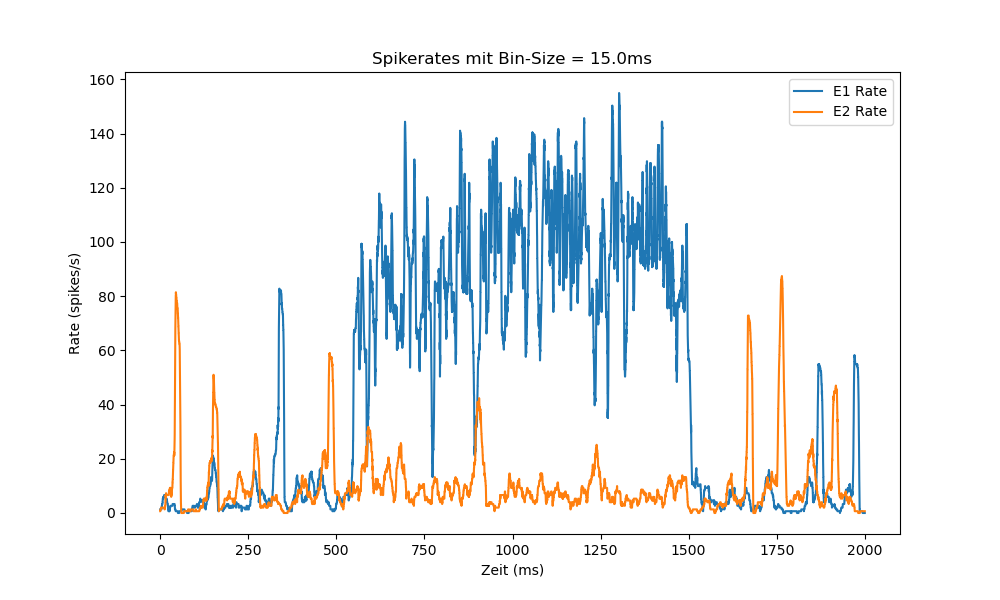 Spikerates mit Bin-Size = 15.0ms
E1 Rate
E2 Rate
160
140
120
100
80
60
40
20
0
Rate (spikes/s)
0 250 500 750 1000 1250 1500 1750 2000
Zeit (ms)